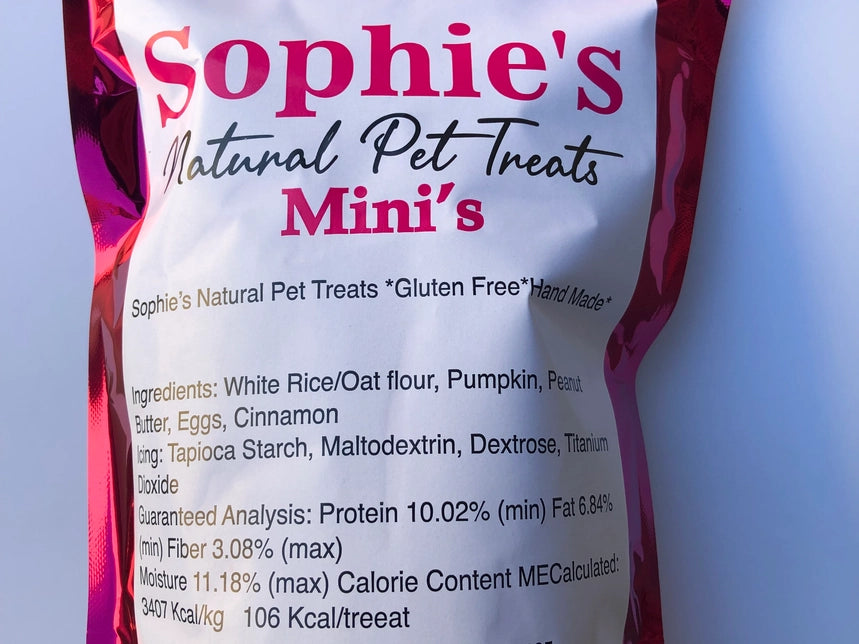 Sophie's
Natural Pet Treats
Mini's
Sophie's Natural Pet Treats *Gluten Free*Hand Made*
Ingredients: White Rice/Oat flour, Pumpkin, Peanut
Butter, Eggs, Cinnamon
Icing: Tapioca Starch, Maltodextrin, Dextrose, Titanium
Dioxide
Guaranteed Analysis: Protein 10.02% (min) Fat 6.84%
(min) Fiber 3.08% (max)
Moisture 11.18% (max) Calorie Content MECalculated:
3407 Kcal/kg 106 Kcal/treeat